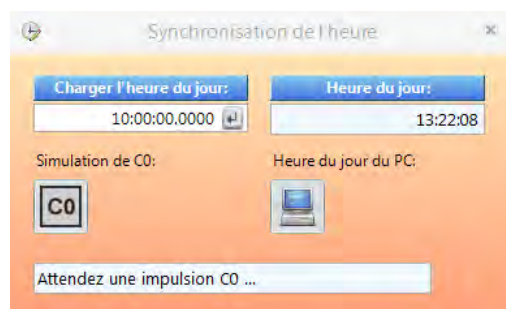 Synchronisation de l'heure
Charger l'heure du jour:
Heure du jour:
10:00:00.0000
13:22:08
Simulation de C0:
Heure du jour du PC:
C0
Attendez une impulsion C0 ...